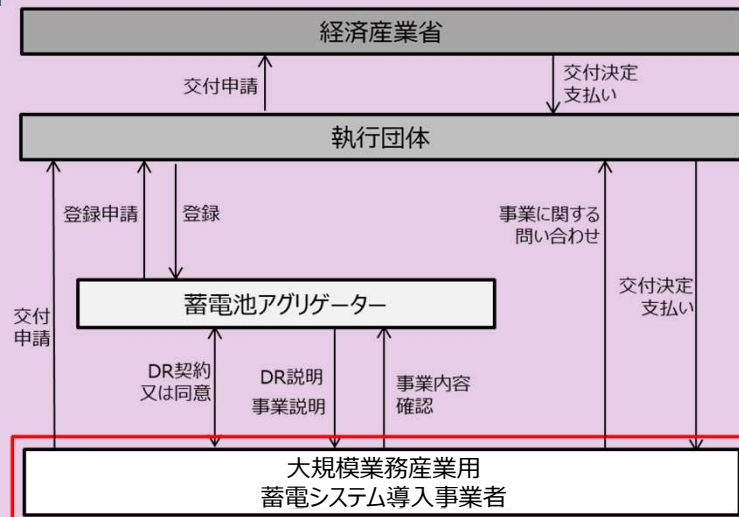 経済産業省
交付申請
交付決定
支払い
執行団体
登録申請
登録
事業に関する
問い合わせ
蓄電池アグリゲーター
交付決定
支払い
交付
申請
DR契約
又は同意
DR説明
事業説明
事業内容
確認
大規模業務産業用
蓄電システム導入事業者